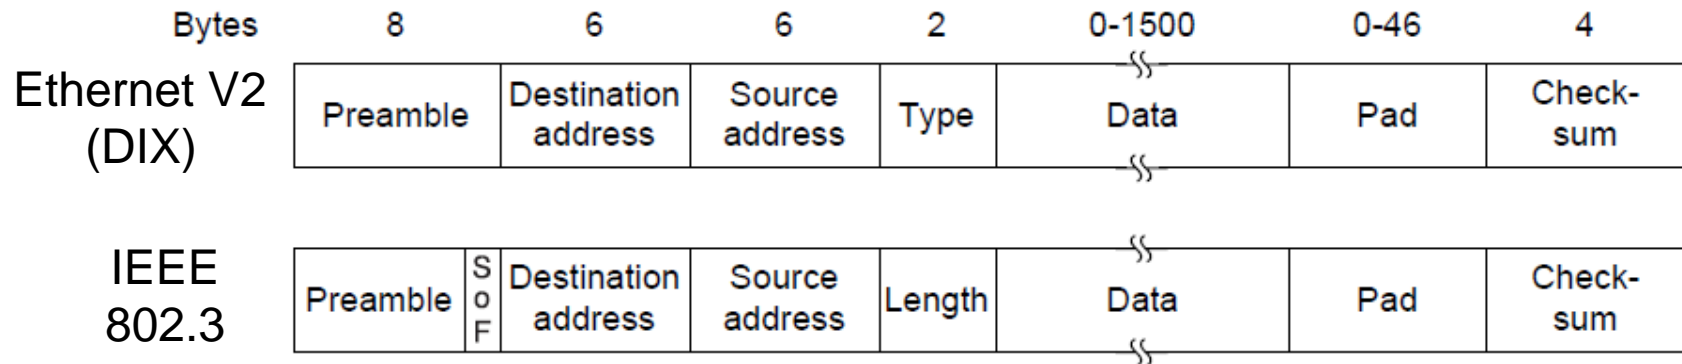 Bytes 8 6 6 2 0-1500 0-46 4
Ethernet V2
(DIX)
Preamble
Destination
address
Source
address
Type
Data
Pad
Check-
sum
IEEE
802.3
Preamble
S
o
F
Destination
address
Source
address
Length
Data
Pad
Check-
sum